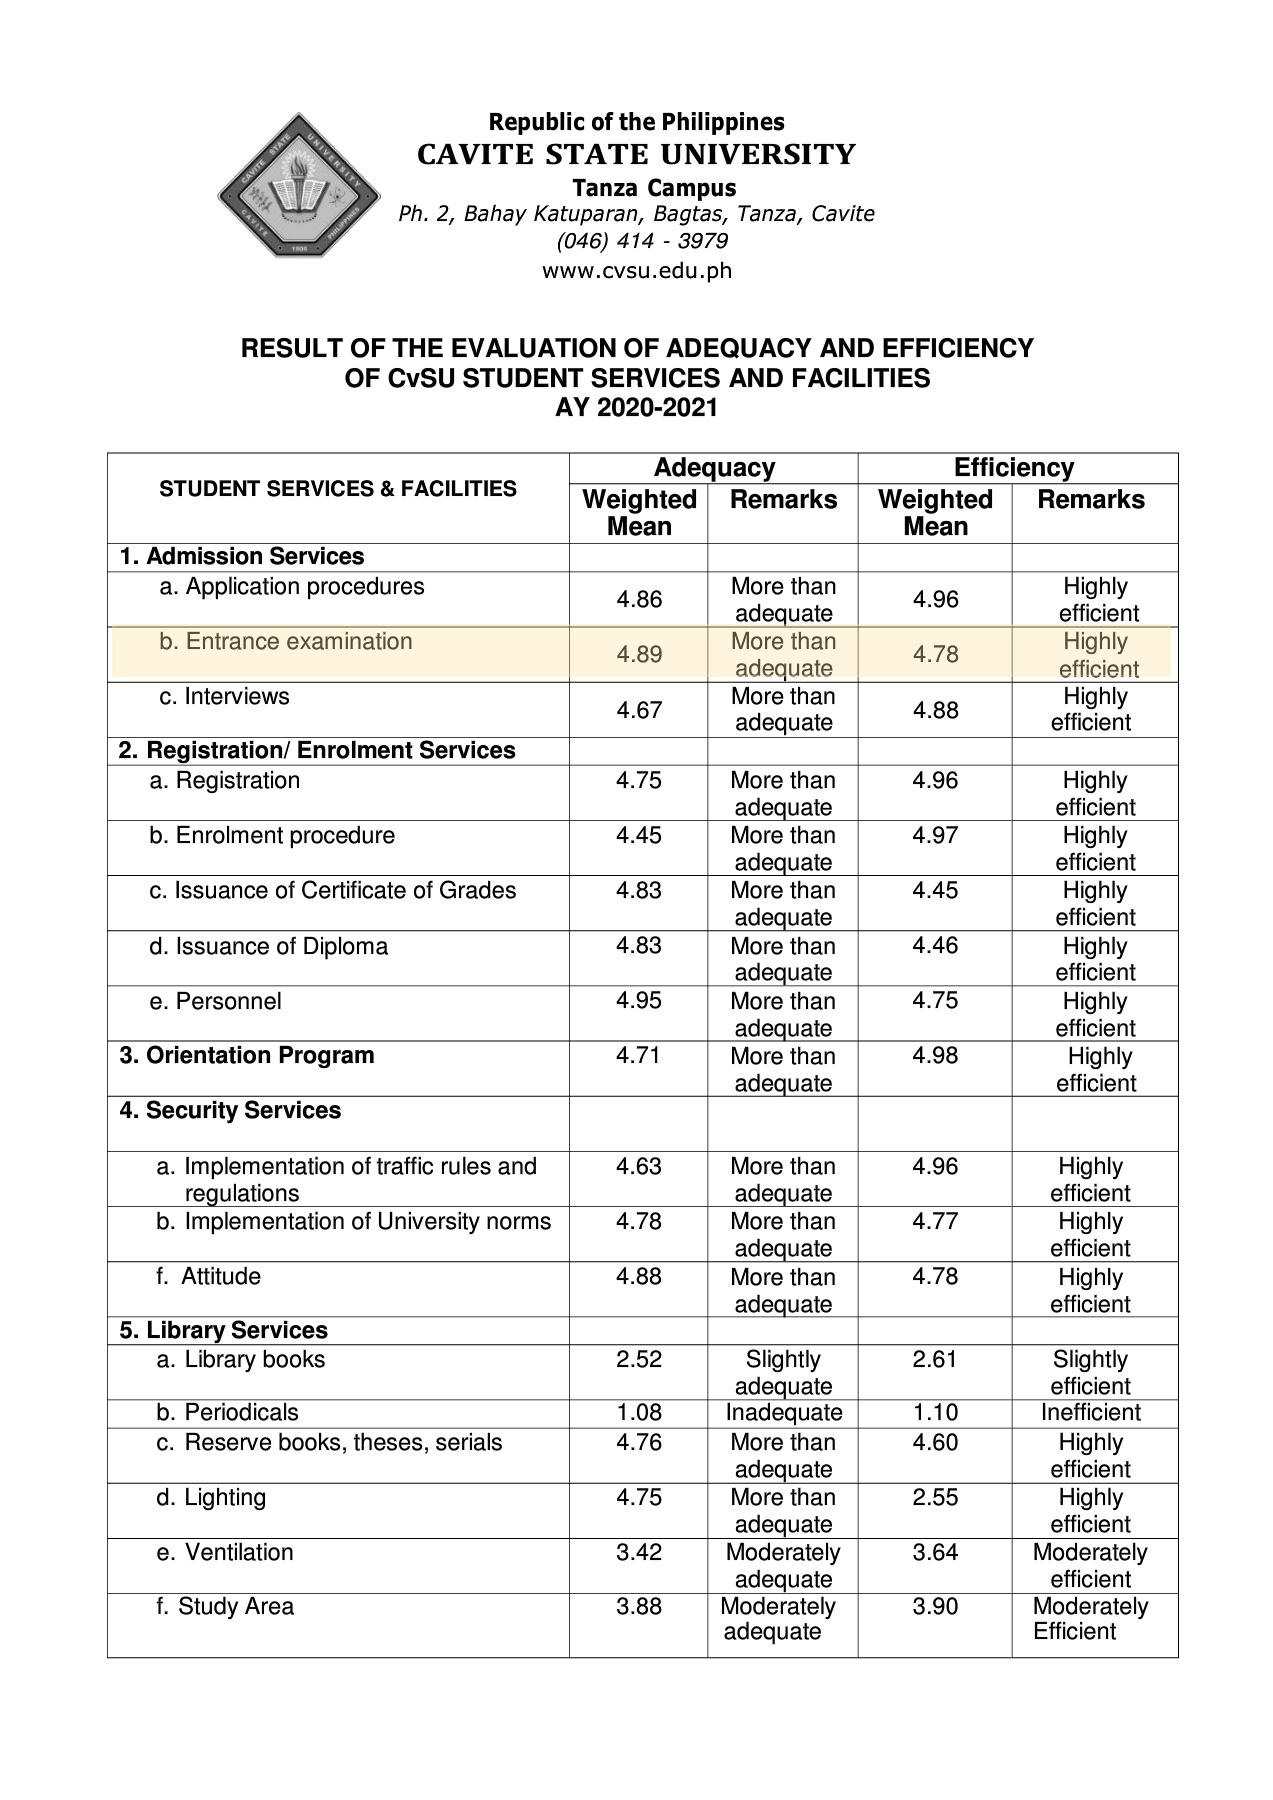 Republic of the Philippines
CAVITE STATE UNIVERSITY
Tanza Campus
Ph. 2, Bahay Katuparan, Bagtas, Tanza, Cavite
(046) 414 - 3979
www.cvsu.edu.ph
CAVITE STATE UNIVERSITY
CAVITE PHILIPPINES
1906
RESULT OF THE EVALUATION OF ADEQUACY AND EFFICIENCY
OF CvSU STUDENT SERVICES AND FACILITIES
AY 2020-2021
STUDENT SERVICES & FACILITIES Adequacy Efficiency
Weighted Mean Remarks Weighted Mean Remarks
1. Admission Services
a. Application procedures 4.86 More than adequate 4.96 Highly efficient
b. Entrance examination 4.89 More than adequate 4.78 Highly efficient
c. Interviews 4.67 More than adequate 4.88 Highly efficient
2. Registration/ Enrolment Services
a. Registration 4.75 More than adequate 4.96 Highly efficient
b. Enrolment procedure 4.45 More than adequate 4.97 Highly efficient
c. Issuance of Certificate of Grades 4.83 More than adequate 4.45 Highly efficient
d. Issuance of Diploma 4.83 More than adequate 4.46 Highly efficient
e. Personnel 4.95 More than adequate 4.75 Highly efficient
3. Orientation Program 4.71 More than adequate 4.98 Highly efficient
4. Security Services
a. Implementation of traffic rules and regulations 4.63 More than adequate 4.96 Highly efficient
b. Implementation of University norms 4.78 More than adequate 4.77 Highly efficient
f. Attitude 4.88 More than adequate 4.78 Highly efficient
5. Library Services
a. Library books 2.52 Slightly adequate 2.61 Slightly efficient
b. Periodicals 1.08 Inadequate 1.10 Inefficient
c. Reserve books, theses, serials 4.76 More than adequate 4.60 Highly efficient
d. Lighting 4.75 More than adequate 2.55 Highly efficient
e. Ventilation 3.42 Moderately adequate 3.64 Moderately efficient
f. Study Area 3.88 Moderately adequate 3.90 Moderately Efficient